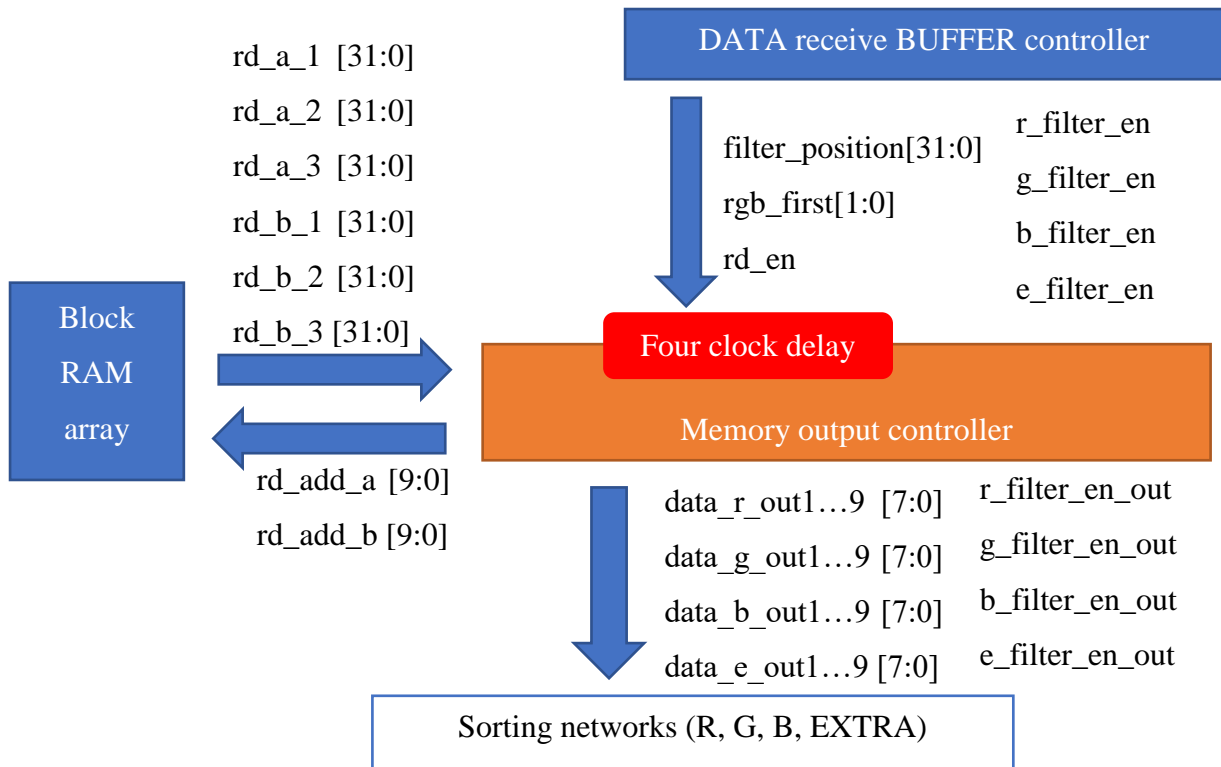 DATA receive BUFFER controller
rd_a_1 [31:0]
rd_a_2 [31:0]
rd_a_3 [31:0]
rd_b_1 [31:0]
rd_b_2 [31:0]
rd_b_3 [31:0]
filter_position[31:0]
rgb_first[1:0]
rd_en
r_filter_en
g_filter_en
b_filter_en
e_filter_en
Block
RAM
array
Four clock delay
Memory output controller
rd_add_a [9:0]
rd_add_b [9:0]
data_r_out1…9 [7:0]
data_g_out1…9 [7:0]
data_b_out1…9 [7:0]
data_e_out1…9 [7:0]
r_filter_en_out
g_filter_en_out
b_filter_en_out
e_filter_en_out
Sorting networks (R, G, B, EXTRA)